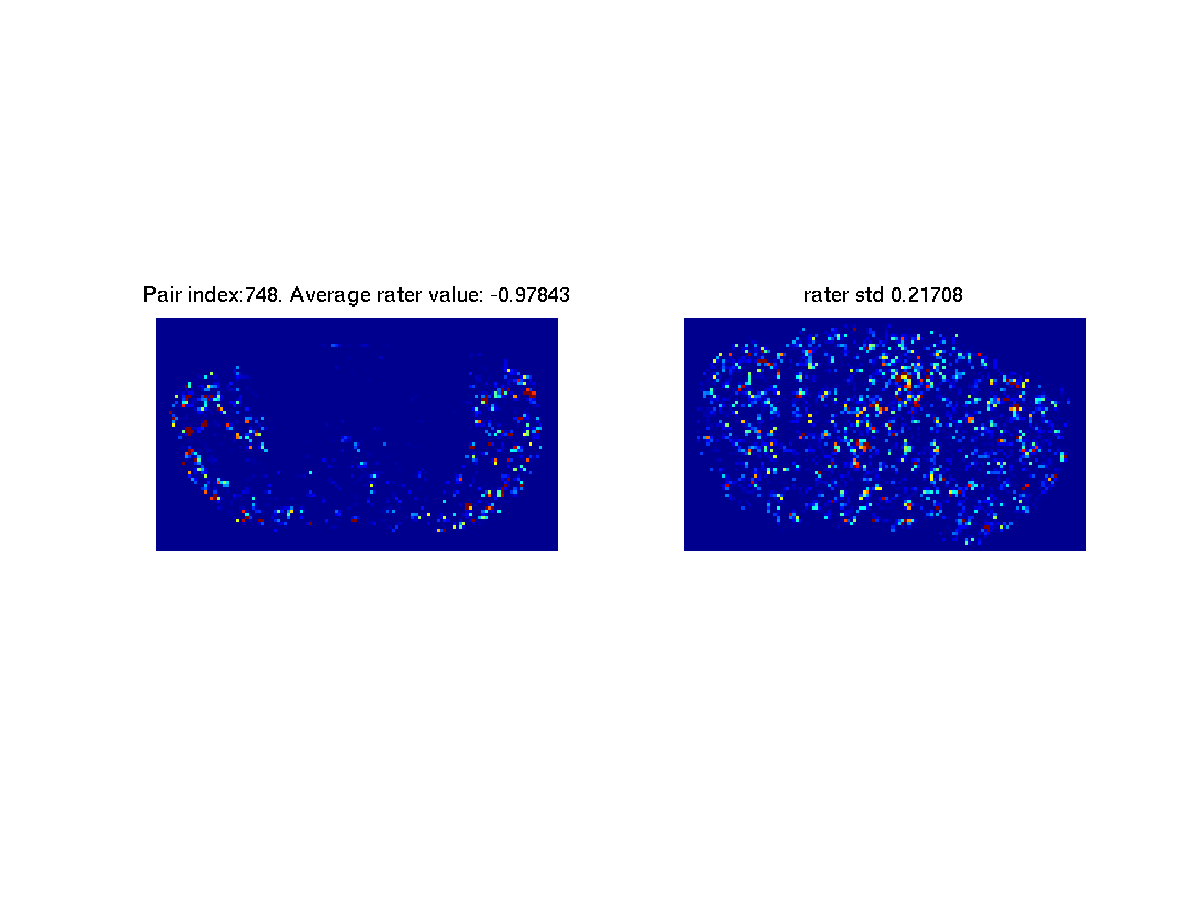 Pair index:748. Average rater value: -0.97843
rater std 0.21708